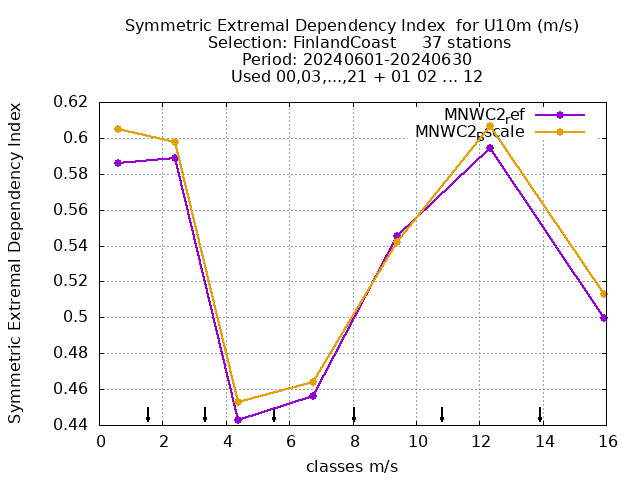 Symmetric Extremal Dependency Index for U10m (m/s)
Selection: FinlandCoast 37 stations
Period: 20240601-20240630
Used 00,03,...,21 + 01 02 ... 12
Symmetric Extremal Dependency Index
0.62
0.6
0.58
0.56
0.54
0.52
0.5
0.48
0.46
0.44
MNWC2ref
MNWC2gscale
0 2 4 6 8 10 12 14 16
classes m/s